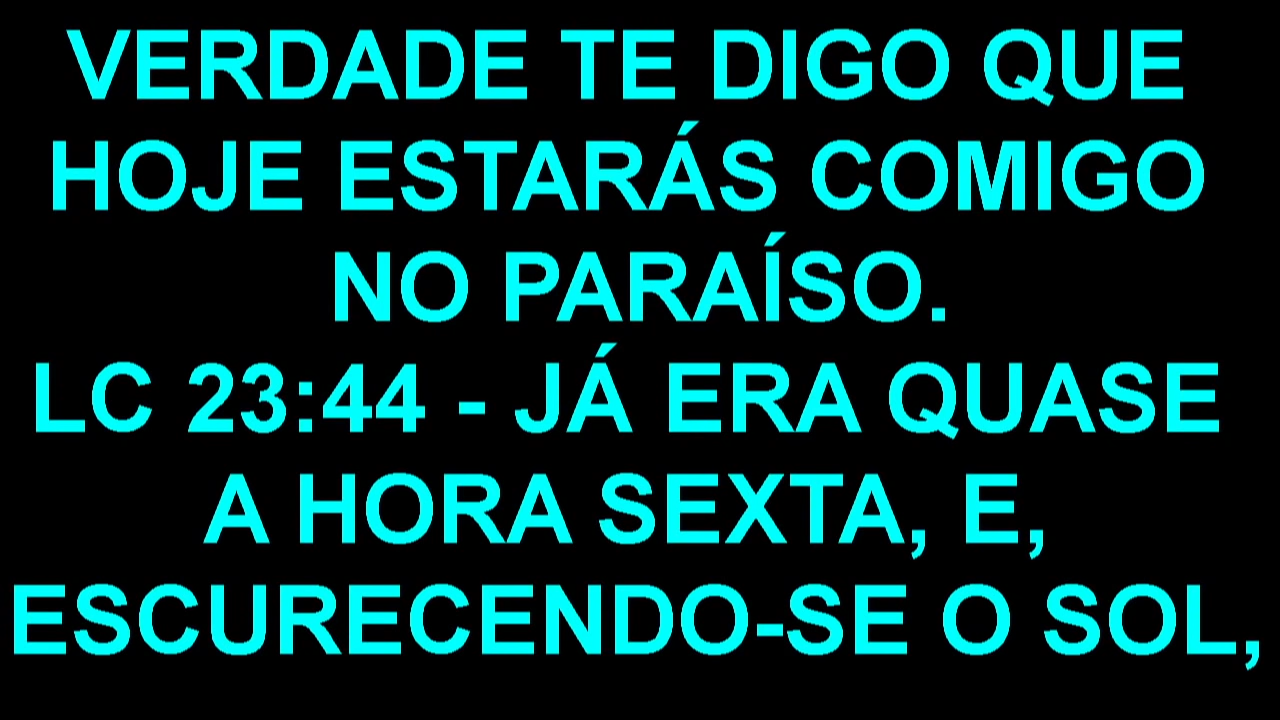 VERDADE TE DIGO QUE
HOJE ESTARÁS COMIGO
NO PARAÍSO.
LC 23:44 - JÁ ERA QUASE
A HORA SEXTA, E,
ESCURECENDO-SE O SOL,